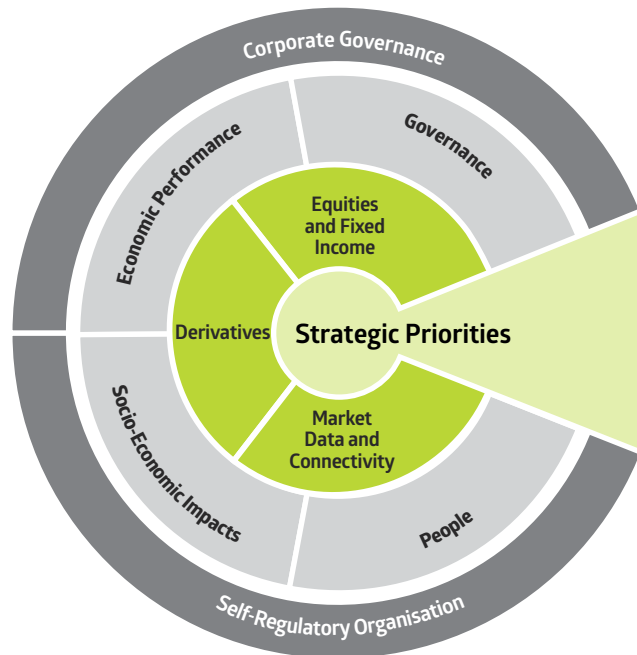 Corporate Governance
Economic Performance
Governance
Equities
and Fixed
Income
Derivatives
Strategic Priorities
Market
Data and
Connectivity
Socio-Economic Impacts
People
Self-Regulatory Organisation